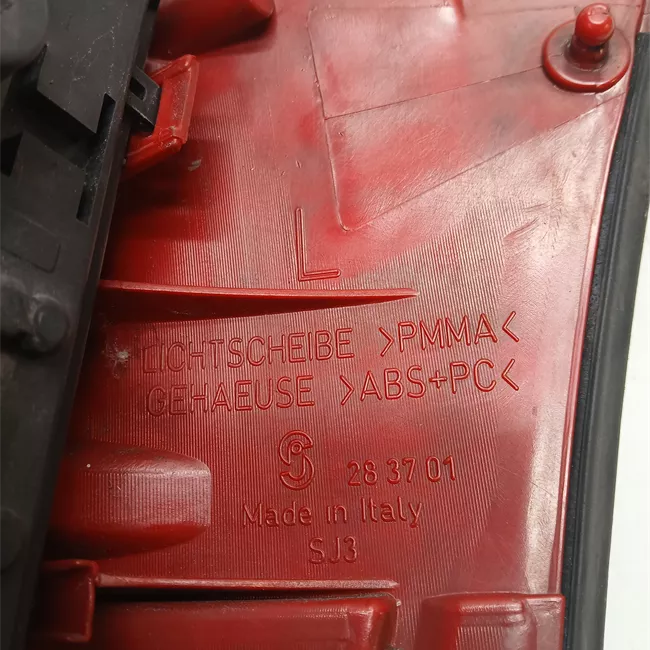 L
LICHTSCHEIBE >PMMA<
GEHAEUSE >ABS+PC<
28 37 01
Made in Italy
SJ3